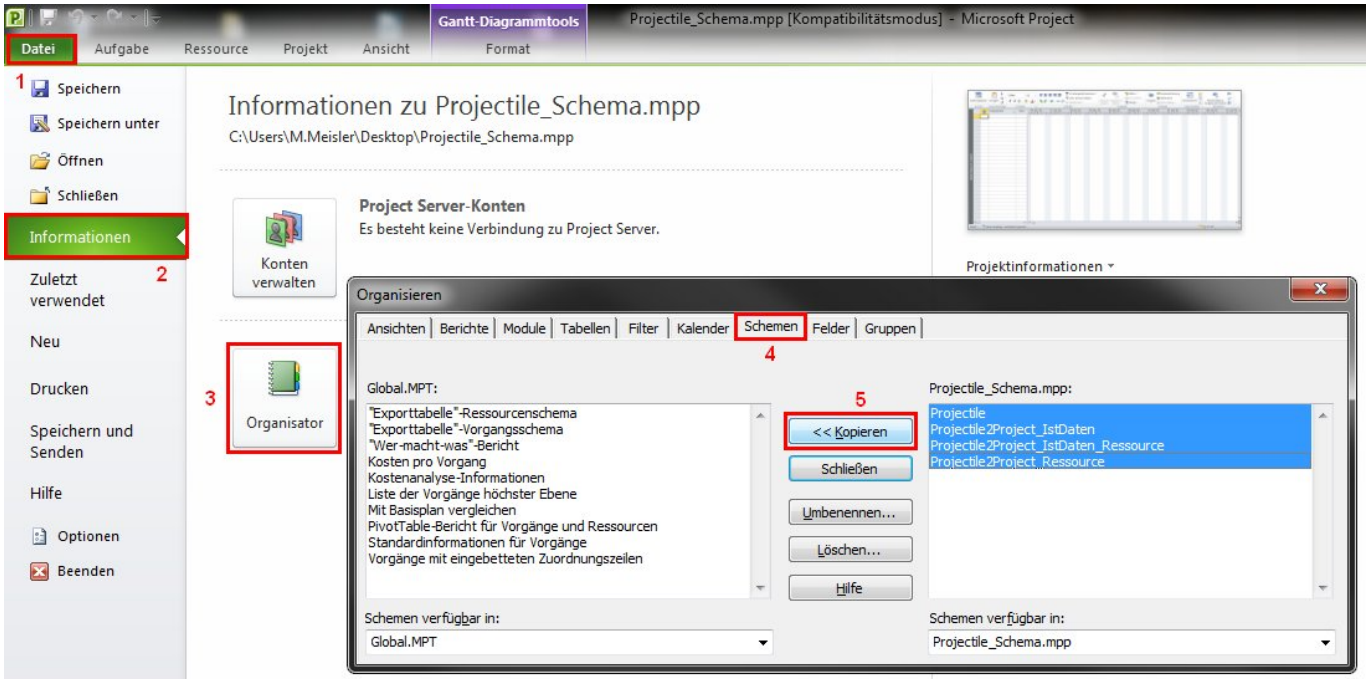 Gantt-Diagrammtools
Projectile_Schema.mpp [Kompatibilitätsmodus] - Microsoft Project
Datei Aufgabe Ressource Projekt Ansicht Format
1
Speichern
Speichern unter
Öffnen
Schließen
Informationen
2
Zuletzt
verwendet
Neu
Drucken
Speichern und
Senden
Hilfe
Optionen
Beenden
Informationen zu Projectile_Schema.mpp
C:\Users\M.Meisler\Desktop\Projectile_Schema.mpp
Konten
verwalten
Project Server-Konten
Es besteht keine Verbindung zu Project Server.
3
Organisator
Projektinformationen
Organisieren
Ansichten Berichte Module Tabellen Filter Kalender Schemen Felder Gruppen
4
Global.MPT:
"Exporttabelle"-Ressourcenschema
"Exporttabelle"-Vorgangsschema
"Wer-macht-was"-Bericht
Kosten pro Vorgang
Kostenanalyse-Informationen
Liste der Vorgänge höchster Ebene
Mit Basisplan vergleichen
PivotTable-Bericht für Vorgänge und Ressourcen
Standardinformationen für Vorgänge
Vorgänge mit eingebetteten Zuordnungszeilen
5
<< Kopieren
Schließen
Umbenennen...
Löschen...
Hilfe
Projectile_Schema.mpp:
Projectile
Projectile2Project_IstDaten
Projectile2Project_IstDaten_Ressource
Projectile2Project_Ressource
Schemen verfügbar in:
Global.MPT
Schemen verfügbar in:
Projectile_Schema.mpp